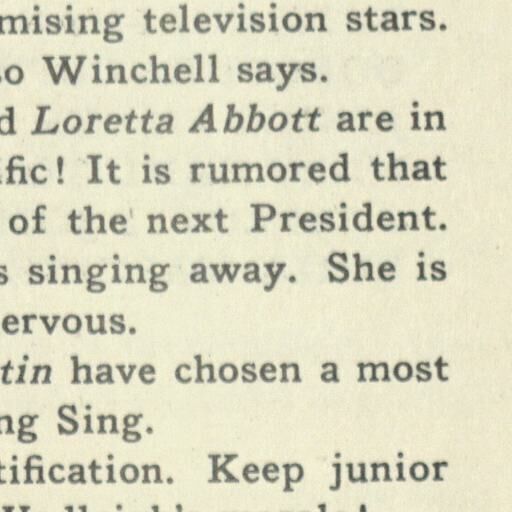 mising television stars.
so Winchell says.
d Loretta Abbott are in
fic! It is rumored that
of the next President.
s singing away. She is
ervous.
tin have chosen a most
ng Sing.
tification. Keep junior